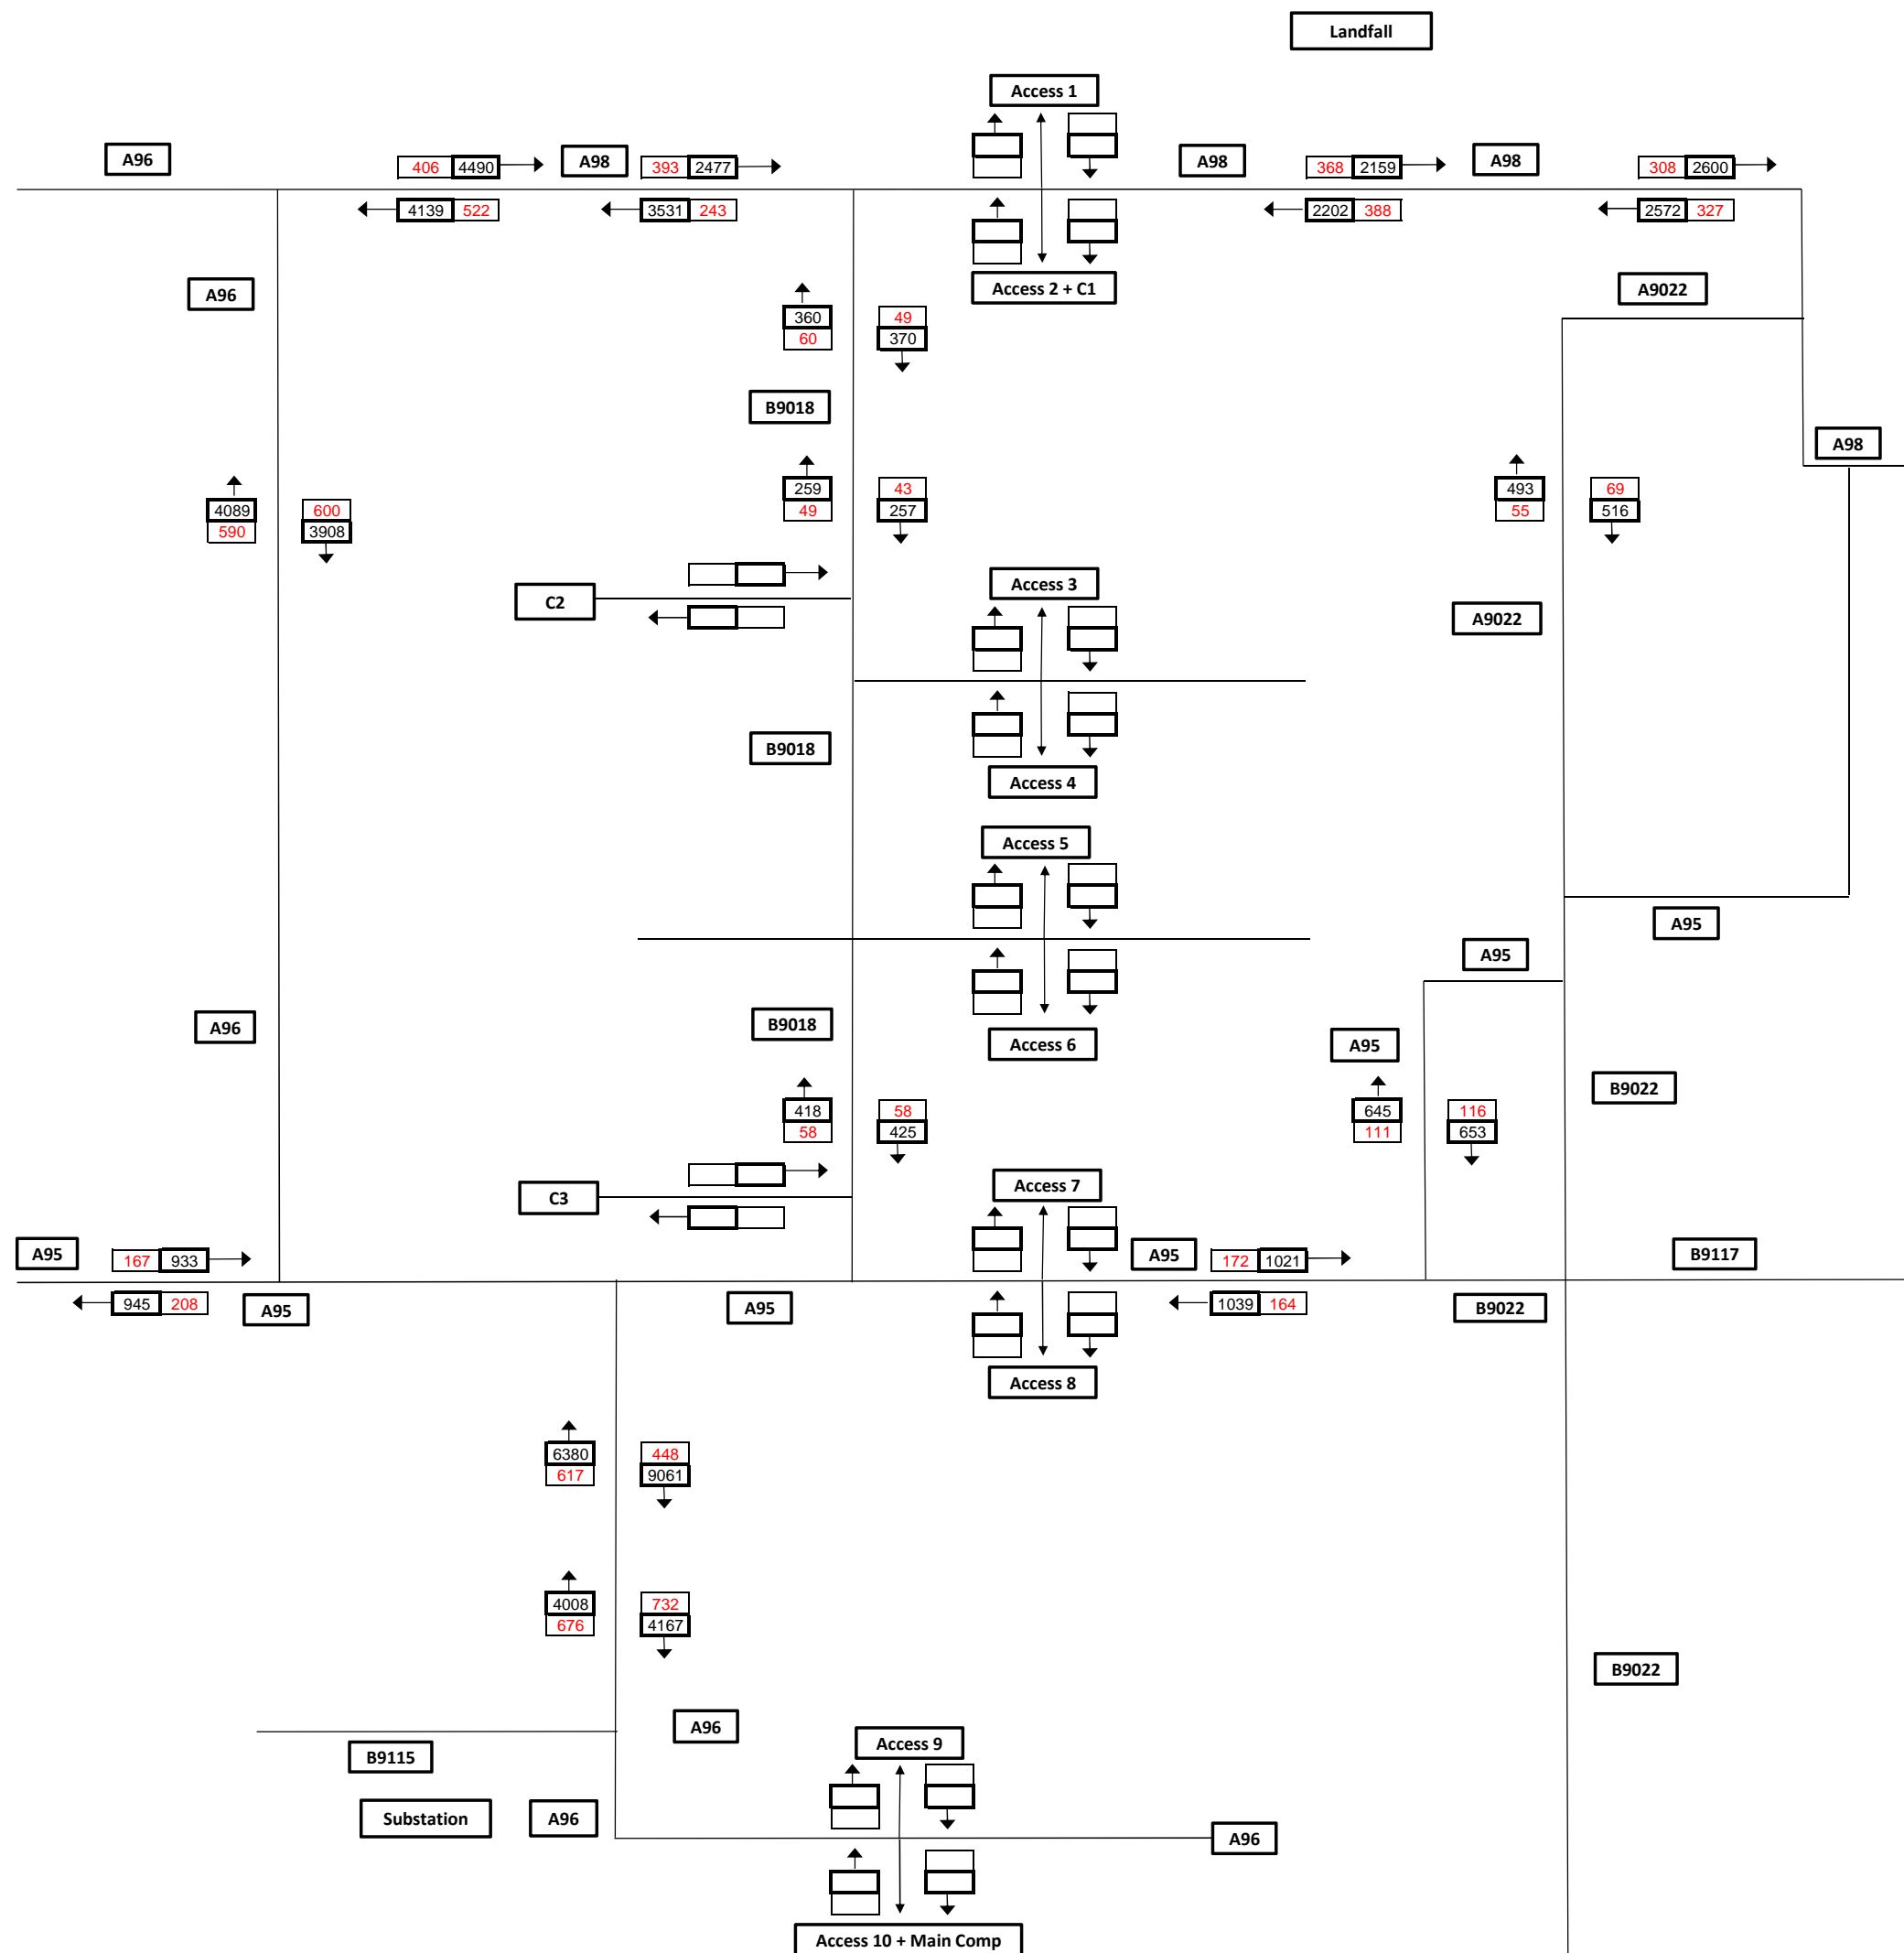 Landfall
Access 1
A96
406 4490
A98
393 2477
A98
368 2159
A98
308 2600
4139 522
3531 243
2202 388
2572 327
A96
Access 2 + C1
A9022
360
60
49
370
B9018
A98
4089
590
600
3908
259
49
43
257
493
55
69
516
C2
Access 3
A9022
B9018
Access 4
Access 5
A95
A95
A96
B9018
Access 6
A95
B9022
418
58
58
425
645
111
116
653
C3
Access 7
A95
167 933
A95
172 1021
B9117
945 208
A95
A95
1039 164
B9022
Access 8
6380
617
448
9061
4008
676
732
4167
B9022
A96
B9115
Access 9
Substation
A96
A96
Access 10 + Main Comp